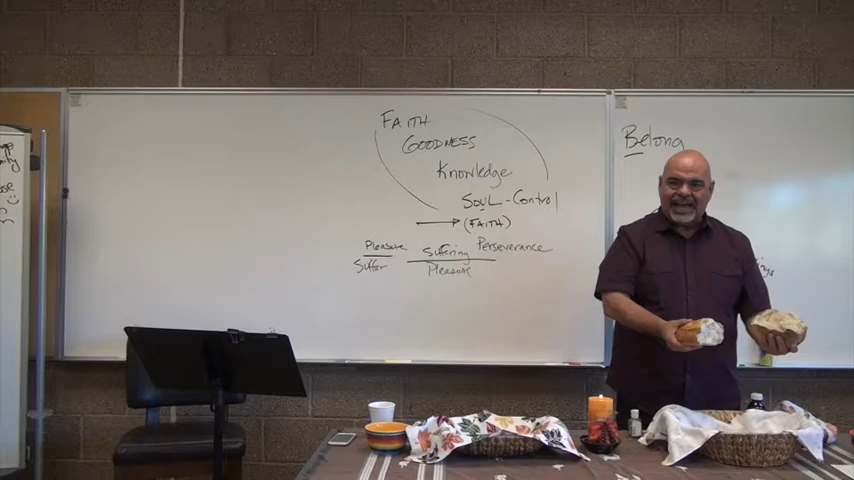 FAITH
GOODNESS
Knowledge
SOUL-Control
(FAITH)
Perseverance
Pleasure
Suffer
Suffering
Pleasure
Belong